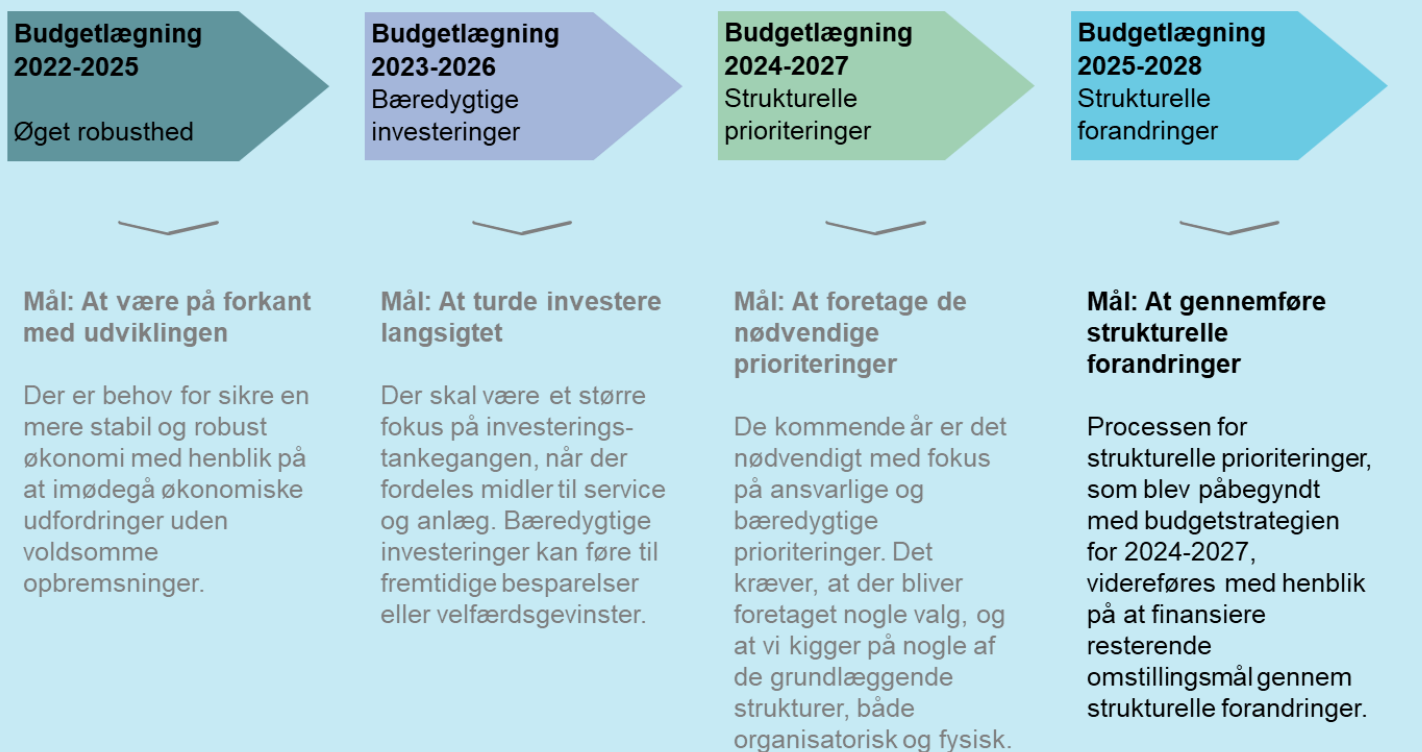 Budgetlægning
2022-2025
Øget robusthed
Budgetlægning
2023-2026
Bæredygtige
investeringer
Budgetlægning
2024-2027
Strukturelle
prioriteringer
Budgetlægning
2025-2028
Strukturelle
forandringer
Mål: At være på forkant
med udviklingen
Der er behov for sikre en
mere stabil og robust
økonomi med henblik på
at imødegå økonomiske
udfordringer uden
voldsomme
opbremsninger.
Mål: At turde investere
langsigtet
Der skal være et større
fokus på investerings-
tankegangen, når der
fordeles midler til service
og anlæg. Bæredygtige
investeringer kan føre til
fremtidige besparelser
eller velfærdsgevinster.
Mål: At foretage de
nødvendige
prioriteringer
De kommende år er det
nødvendigt med fokus
på ansvarlige og
bæredygtige
prioriteringer. Det
kræver, at der bliver
foretaget nogle valg, og
at vi kigger på nogle af
de grundlæggende
strukturer, både
organisatorisk og fysisk.
Mål: At gennemføre
strukturelle
forandringer
Processen for
strukturelle prioriteringer,
som blev påbegyndt
med budgetstrategien
for 2024-2027,
videreføres med henblik
på at finansiere
resterende
omstillingsmål gennem
strukturelle forandringer.